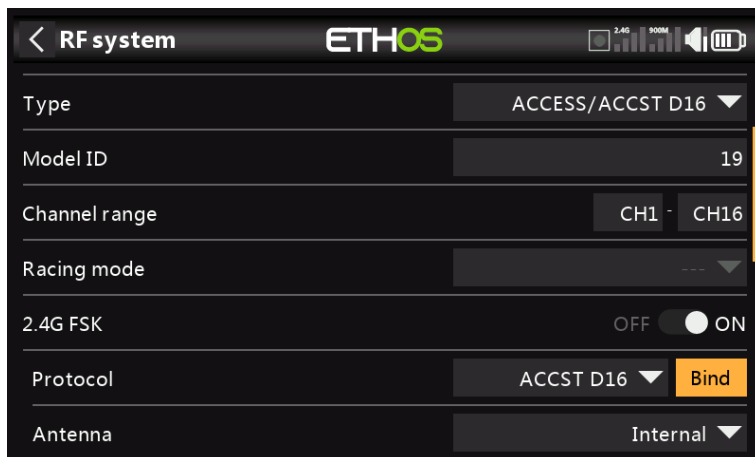 RF system ETHOS 2.4G 900M
Type ACCESS/ACCST D16
Model ID 19
Channel range CH1 - CH16
Racing mode ---
2.4G FSK OFF ON
Protocol ACCST D16 Bind
Antenna Internal